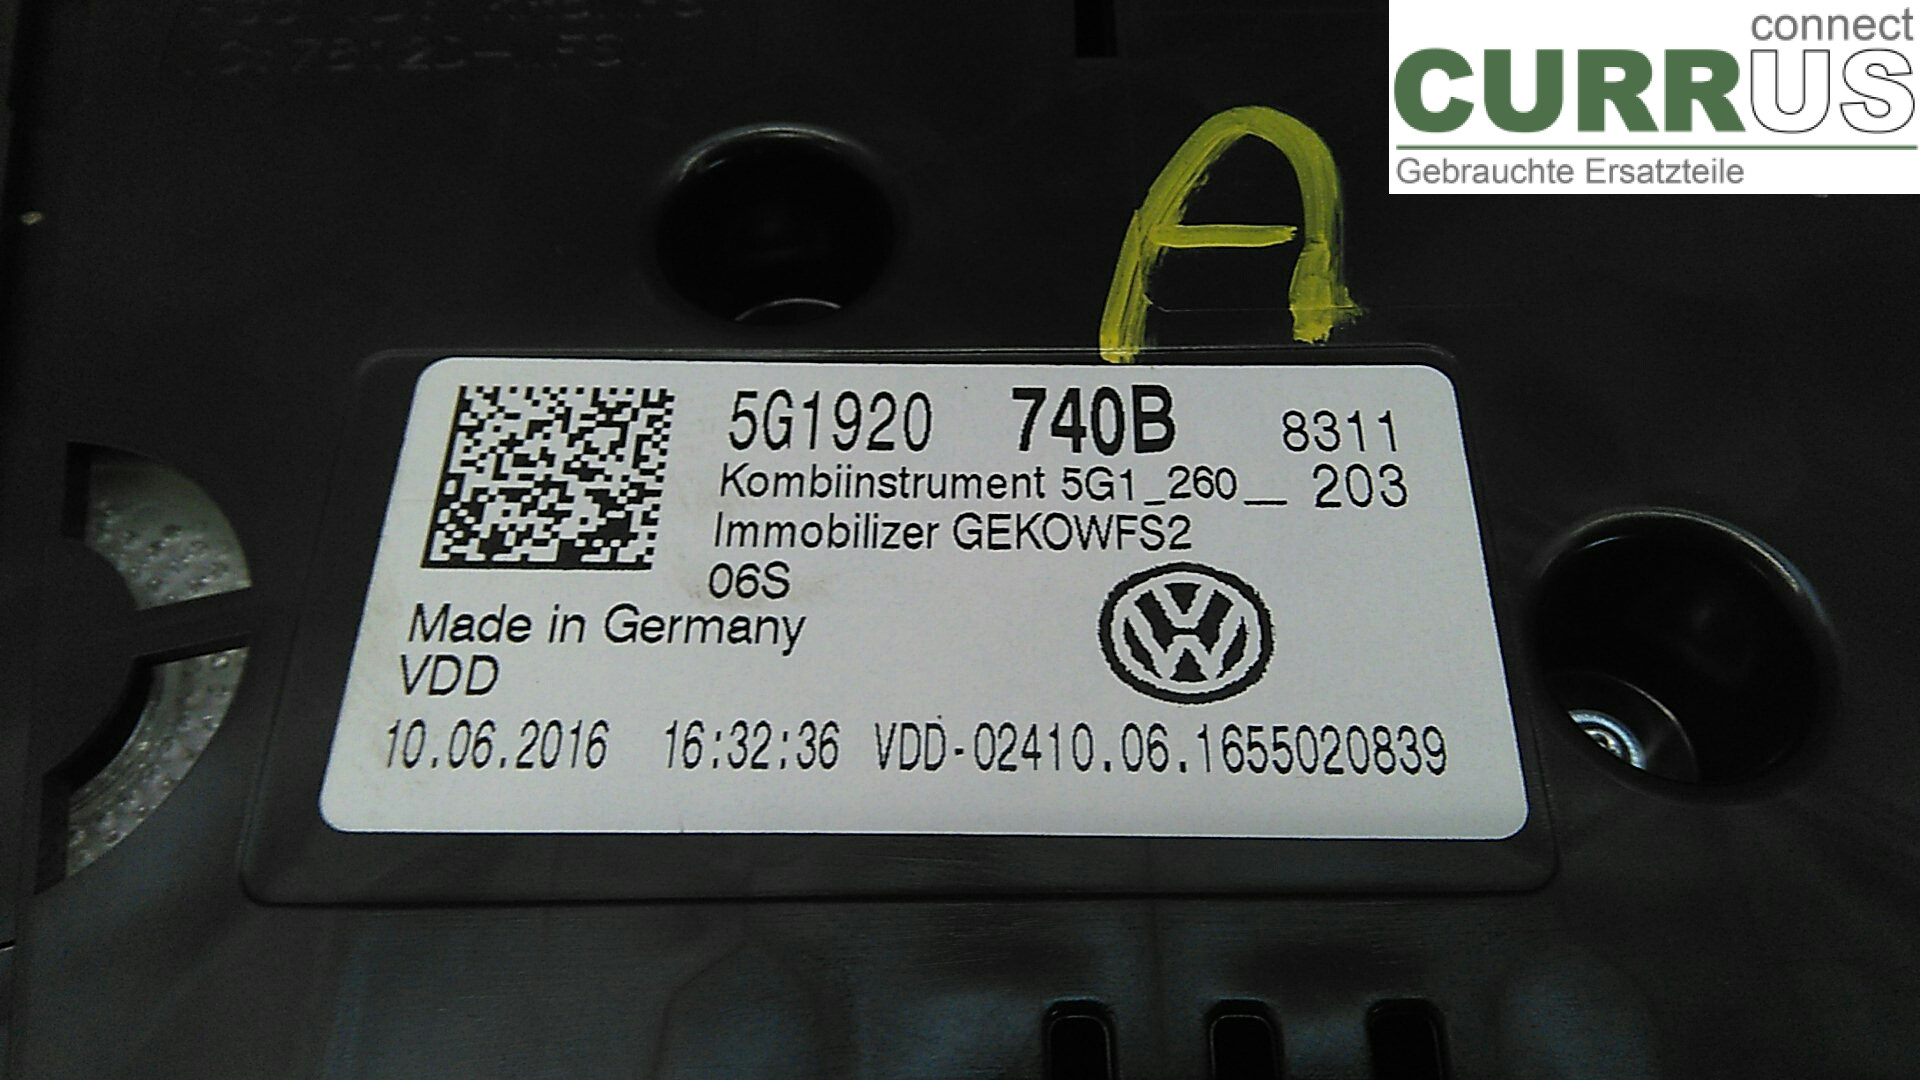 connect
CURRUS
Gebrauchte Ersatzteile
A
5G1920 740B 8311
Kombiinstrument 5G1_260__ 203
Immobilizer GEKOWFS2
06S
Made in Germany
VDD
10.06.2016 16:32:36 VDD-02410.06.1655020839